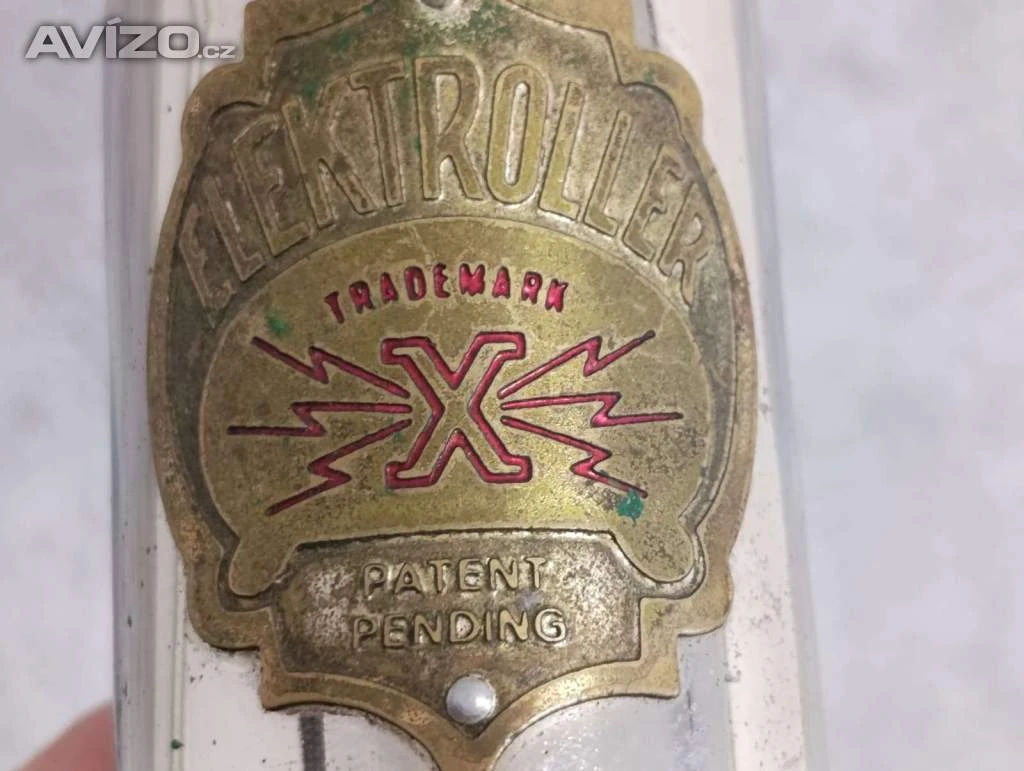 AVÍZO.cz
ELEKTROLLER
TRADEMARK
X
PATENT
PENDING